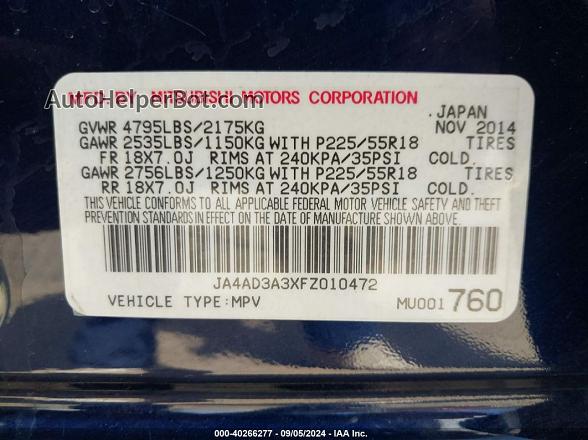 MFD BY MITSUBISHI MOTORS CORPORATION
AutoHelperBot.com
. JAPAN
GVWR 4795LBS/2175KG NOV 2014
GAWR 2535LBS/1150KG WITH P225/55R18 TIRES
FR 18X7.0J RIMS AT 240KPA/35PSI COLD.
GAWR 2756LBS/1250KG WITH P225/55R18 TIRES
RR 18X7.0J RIMS AT 240KPA/35PSI COLD.
THIS VEHICLE CONFORMS TO ALL APPLICABLE FEDERAL MOTOR VEHICLE SAFETY AND THEFT
PREVENTION STANDARDS IN EFFECT ON THE DATE OF MANUFACTURE SHOWN ABOVE.
JA4AD3A3XFZ010472
VEHICLE TYPE:MPV MU001 760
000-40266277 - 09/05/2024 - IAA Inc.